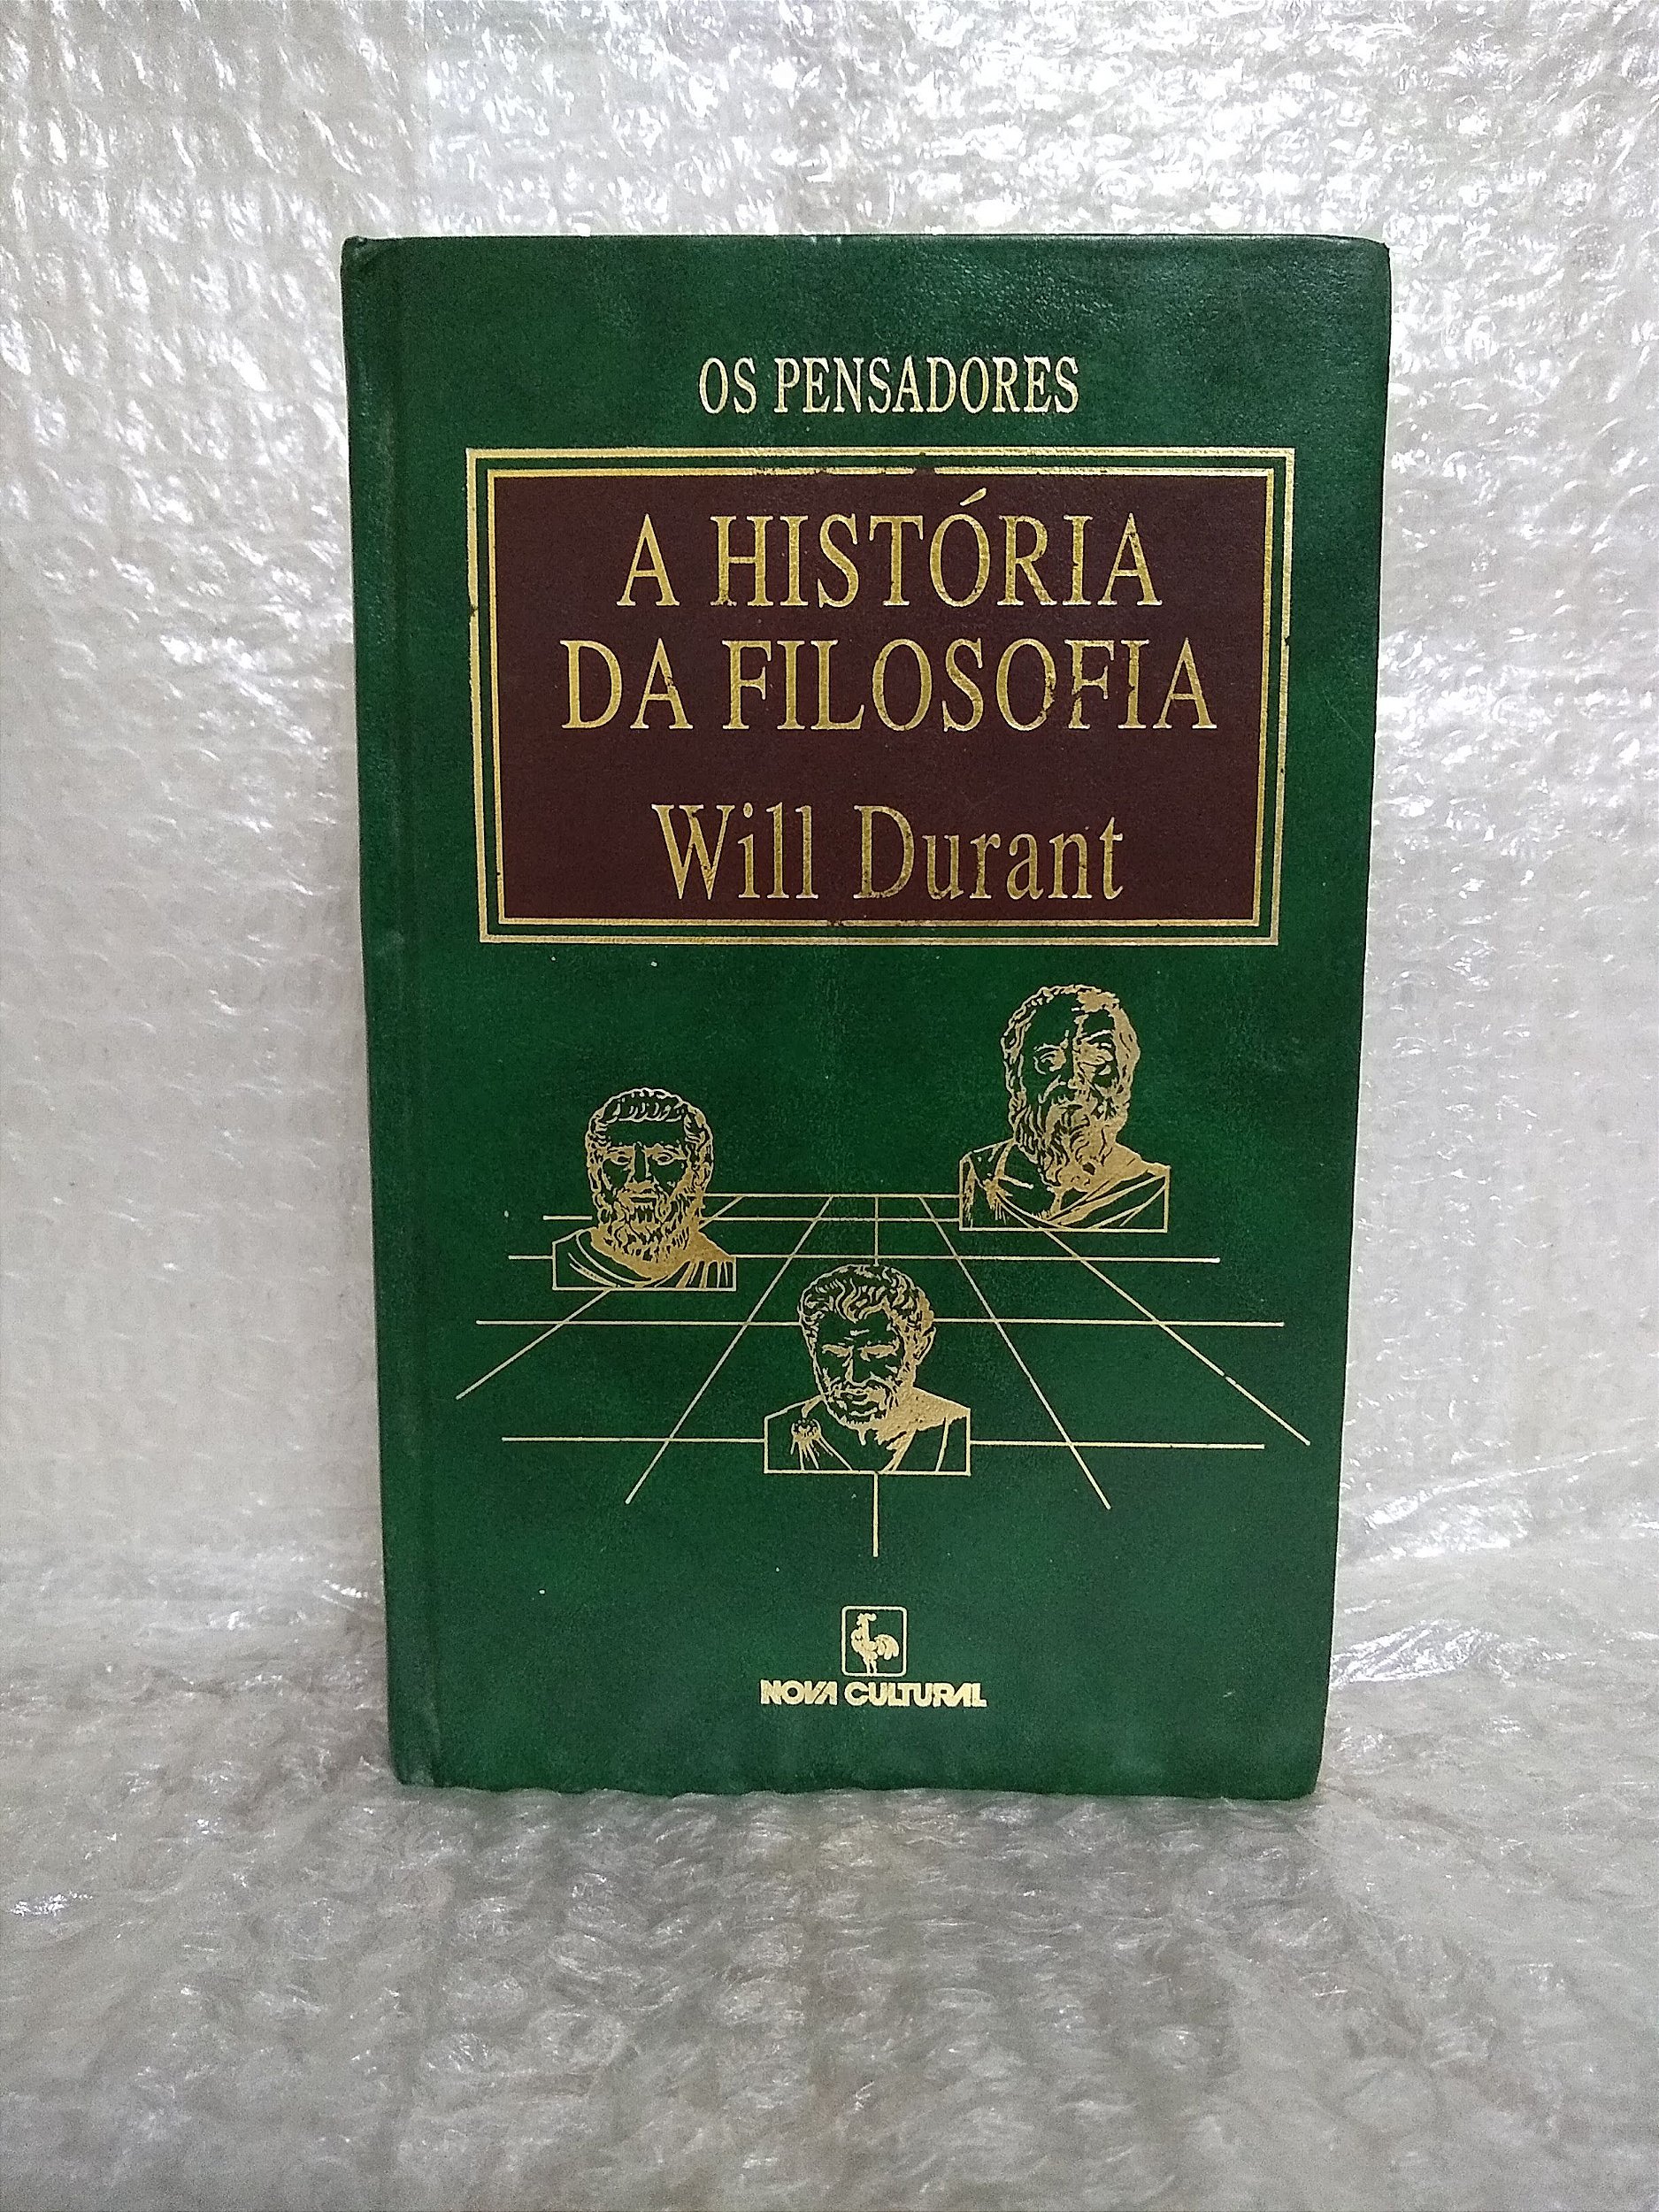 OS PENSADORES
A HISTÓRIA
DA FILOSOFIA
Will Durant
NOVA CULTURAL